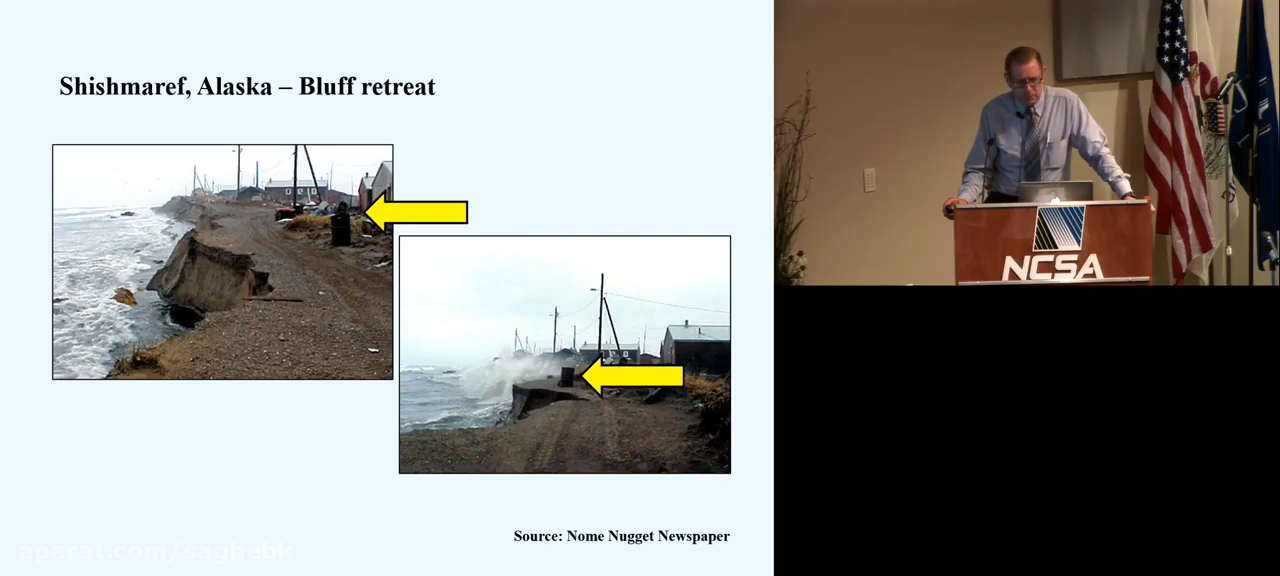 Shishmaref, Alaska – Bluff retreat
NCSA
Source: Nome Nugget Newspaper
aparat.com/saghebk